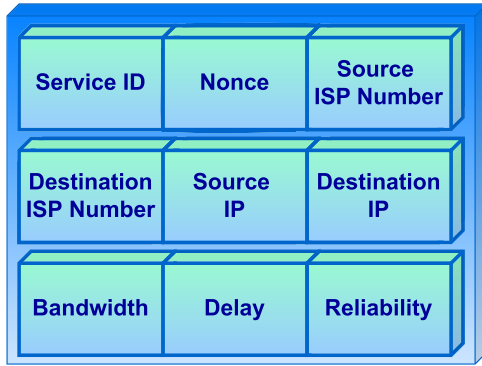 Service ID
Nonce
Source
ISP Number
Destination
ISP Number
Source
IP
Destination
IP
Bandwidth
Delay
Reliability